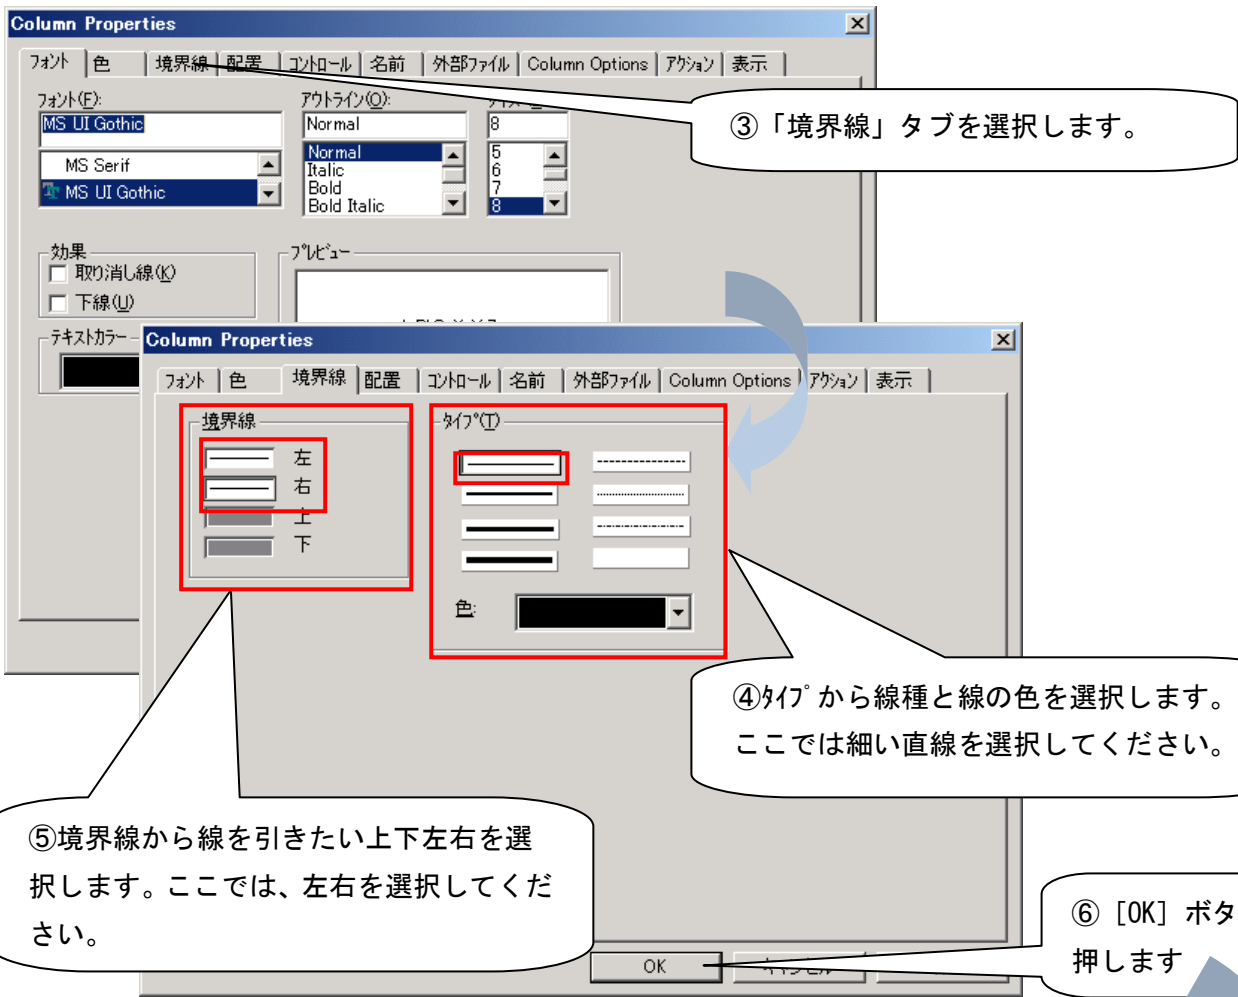 Column Properties
フォント 色 境界線 配置 コントロール 名前 外部ファイル Column Options アクション 表示
フォント(F): アウトライン(O):
MS UI Gothic Normal 8
MS Serif
MS UI Gothic
Normal
Italic
Bold
Bold Italic
5
6
7
8
③「境界線」タブを選択します。
効果
取り消し線(K)
下線(U)
プレビュー
テキストカラー
Column Properties
フォント 色 境界線 配置 コントロール 名前 外部ファイル Column Options アクション 表示
境界線
左
右
上
下
タイプ(T)
色:
④タイプから線種と線の色を選択します。
ここでは細い直線を選択してください。
⑤境界線から線を引きたい上下左右を選
択します。ここでは、左右を選択してくだ
さい。
⑥［OK］ボタ
押します
OK